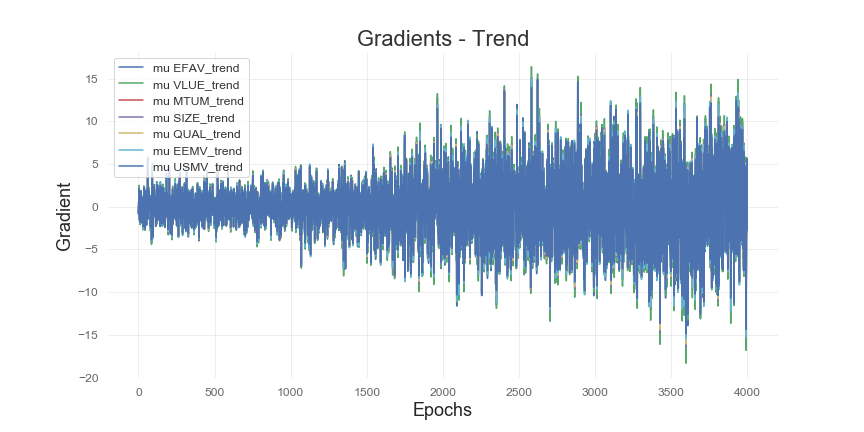 Gradients - Trend
mu EFAV_trend
mu VLUE_trend
mu MTUM_trend
mu SIZE_trend
mu QUAL_trend
mu EEMV_trend
mu USMV_trend
Gradient
15
10
5
0
−5
−10
−15
−20
0 500 1000 1500 2000 2500 3000 3500 4000
Epochs